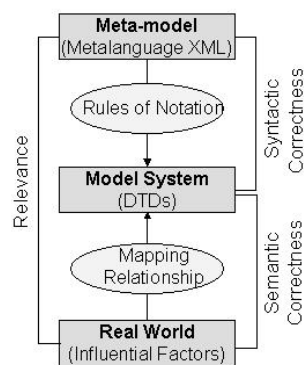 Meta-model
(Metalanguage XML)
Rules of Notation
Model System
(DTDs)
Mapping
Relationship
Real World
(Influential Factors)
Relevance
Syntactic
Correctness
Semantic
Correctness